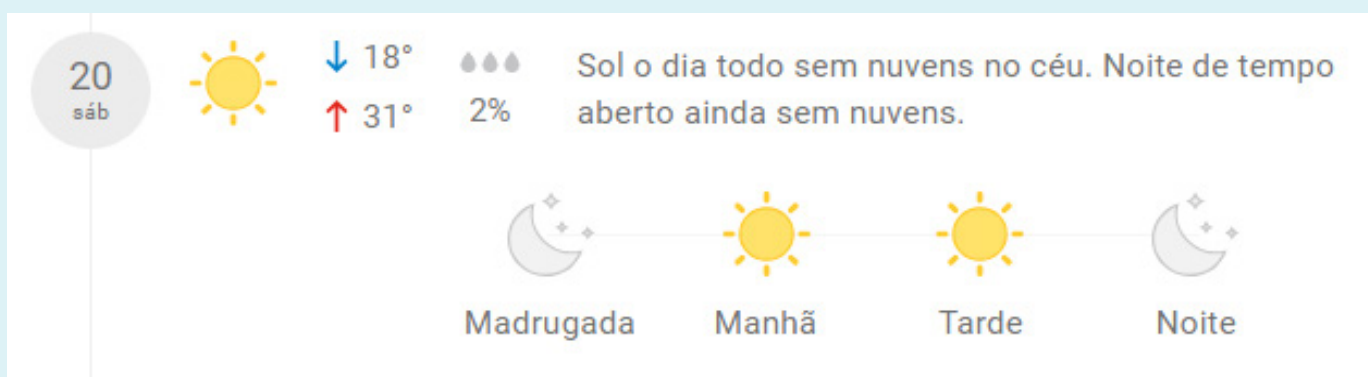 20
sáb
18°
31°
2%
Sol o dia todo sem nuvens no céu. Noite de tempo
aberto ainda sem nuvens.
Madrugada
Manhã
Tarde
Noite